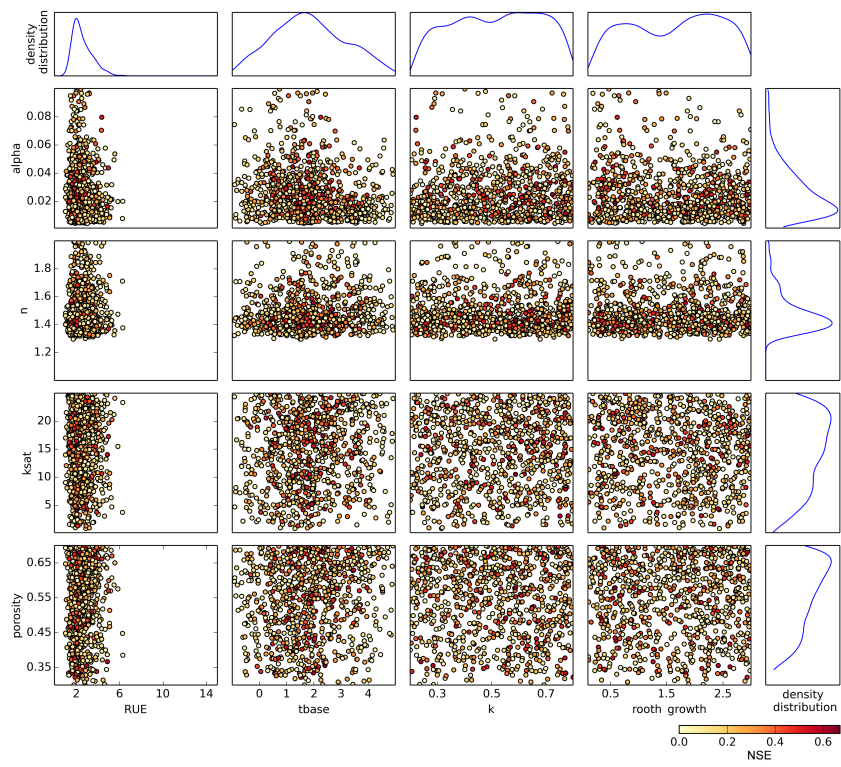 density
distribution
alpha
0.08
0.06
0.04
0.02
n
1.8
1.6
1.4
1.2
ksat
20
15
10
5
porosity
0.65
0.55
0.45
0.35
2 6 10 14
RUE
0 1 2 3 4
tbase
0.3 0.5 0.7
k
0.5 1.5 2.5
rooth growth
density
distribution
0.0 0.2 0.4 0.6
NSE